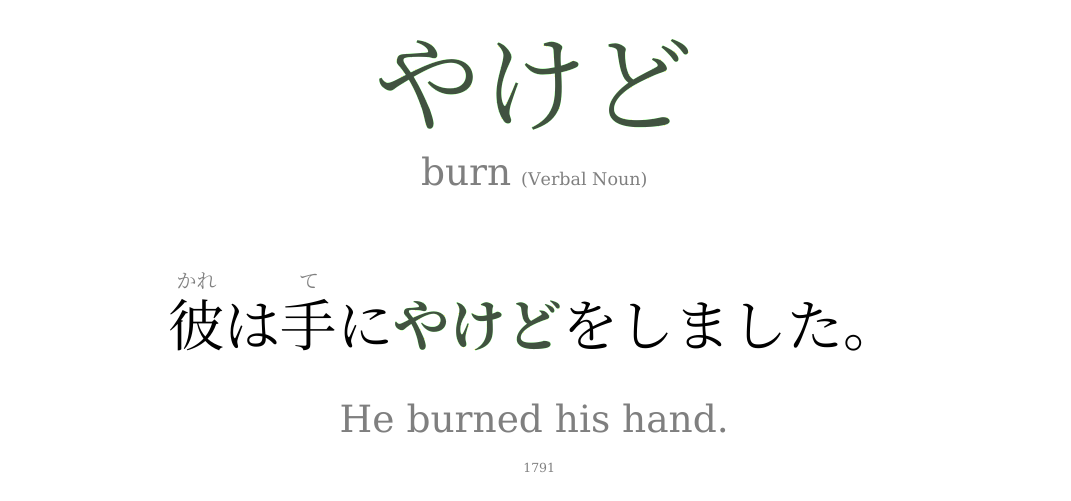 やけど
burn (Verbal Noun)
かれ て
彼は手にやけどをしました。
He burned his hand.
1791